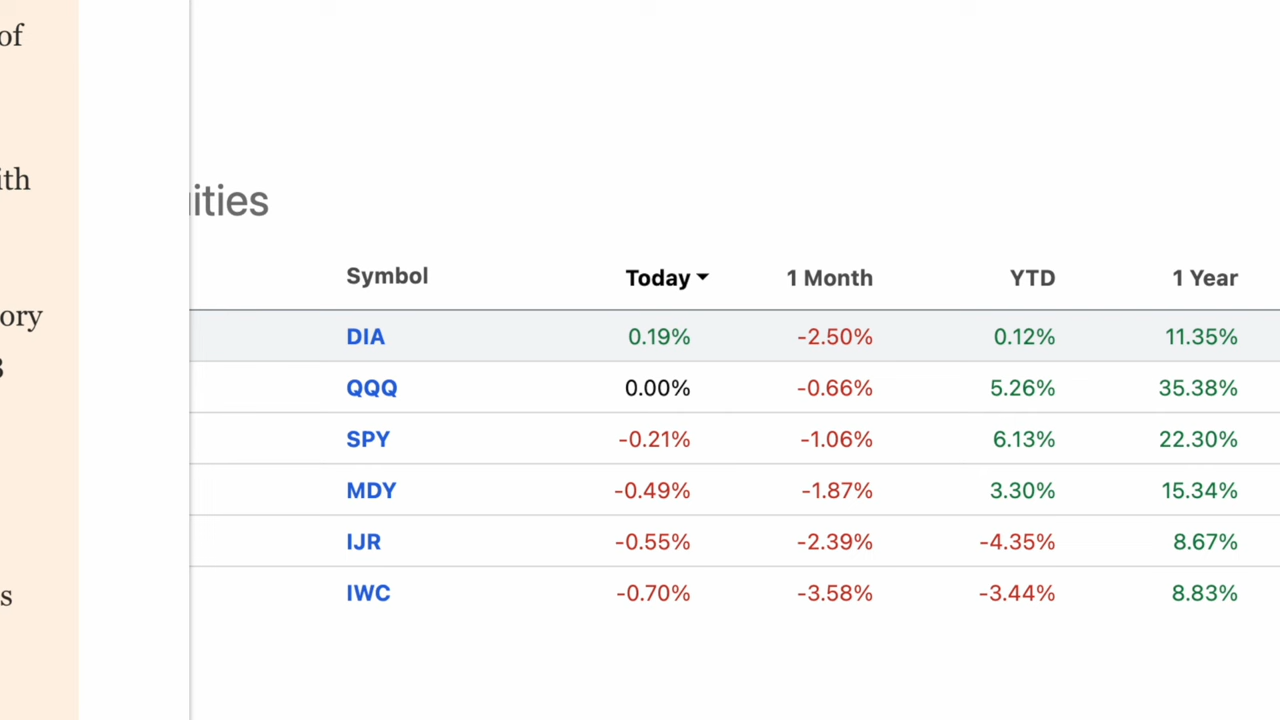 of
ith
ory
s
ities
Symbol Today 1 Month YTD 1 Year
DIA 0.19% -2.50% 0.12% 11.35%
QQQ 0.00% -0.66% 5.26% 35.38%
SPY -0.21% -1.06% 6.13% 22.30%
MDY -0.49% -1.87% 3.30% 15.34%
IJR -0.55% -2.39% -4.35% 8.67%
IWC -0.70% -3.58% -3.44% 8.83%